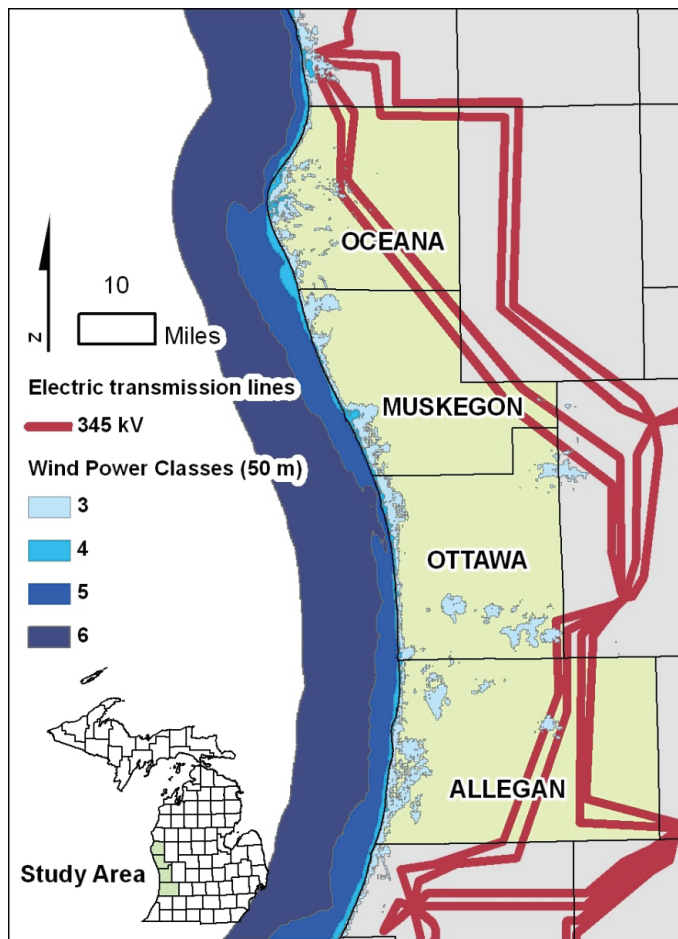 OCEANA
10
Miles
N
Electric transmission lines
345 kV
MUSKEGON
Wind Power Classes (50 m)
3
4
5
6
OTTAWA
ALLEGAN
Study Area